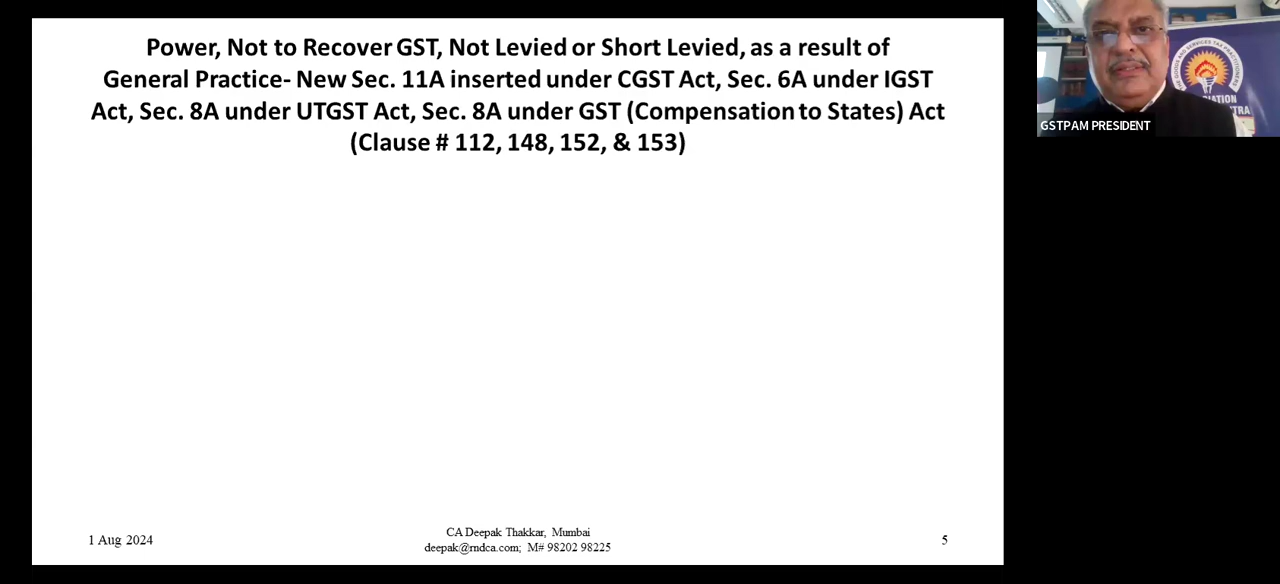 Power, Not to Recover GST, Not Levied or Short Levied, as a result of
General Practice- New Sec. 11A inserted under CGST Act, Sec. 6A under IGST
Act, Sec. 8A under UTGST Act, Sec. 8A under GST (Compensation to States) Act
(Clause # 112, 148, 152, & 153)
1 Aug 2024
CA Deepak Thakkar, Mumbai
deepak@rndca.com; M# 98202 98225
5
GSTPAM PRESIDENT